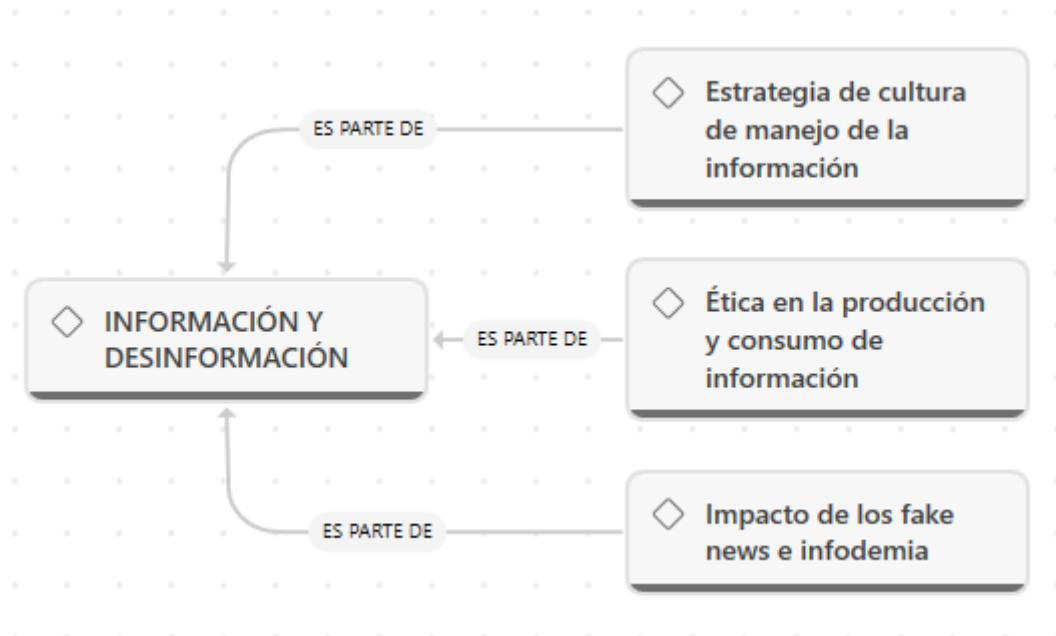 Estrategia de cultura
de manejo de la
información
ES PARTE DE
INFORMACIÓN Y
DESINFORMACIÓN
ES PARTE DE
Ética en la producción
y consumo de
información
ES PARTE DE
Impacto de los fake
news e infodemia